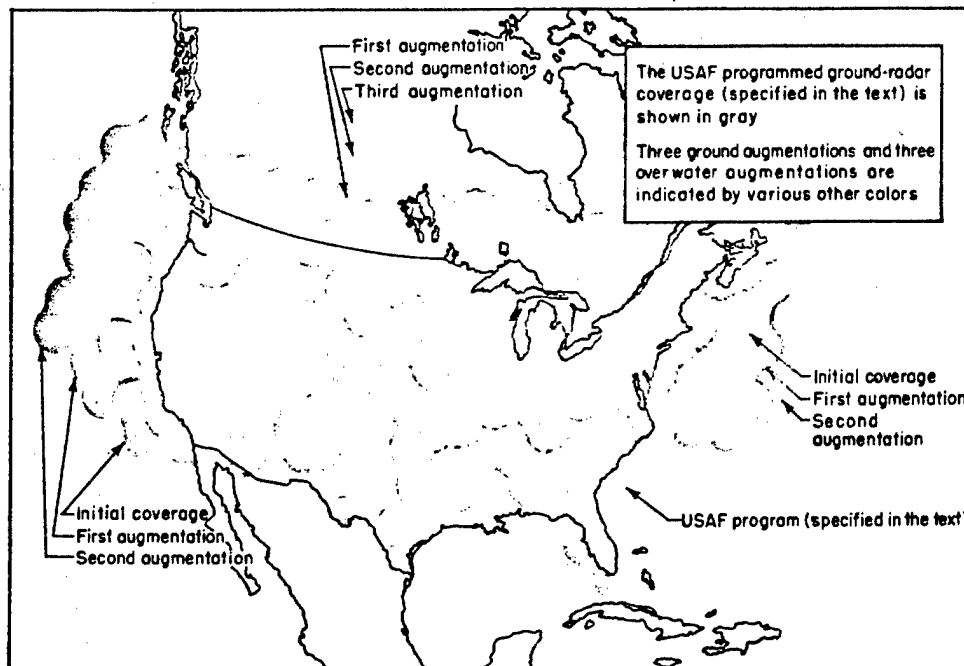 First augmentation
Second augmentation
Third augmentation
The USAF programmed ground-radar
coverage (specified in the text) is
shown in gray
Three ground augmentations and three
over water augmentations are
indicated by various other colors
Initial coverage
First augmentation
Second
augmentation
Initial coverage
First augmentation
Second augmentation
USAF program (specified in the text)